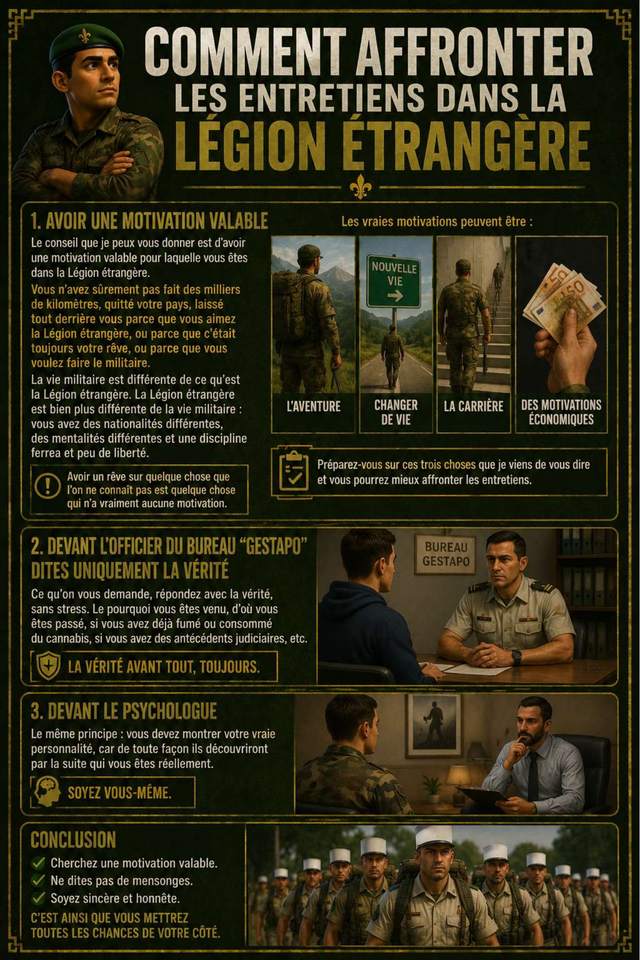 COMMENT AFFRONTER
LES ENTRETIENS DANS LA
LÉGION ÉTRANGÈRE
1. AVOIR UNE MOTIVATION VALABLE
Le conseil que je peux vous donner est d'avoir
une motivation valable pour laquelle vous êtes
dans la Légion étrangère.
Vous n'avez sûrement pas fait des milliers
de kilomètres, quitté votre pays, laissé
tout derrière vous parce que vous aimez
la Légion étrangère, ou parce que c'était
toujours votre rêve, ou parce que vous
voulez faire le militaire.
La vie militaire est différente de ce qu'est
la Légion étrangère. La Légion étrangère
est bien plus différente de la vie militaire :
vous avez des nationalités différentes,
des mentalités différentes et une discipline
ferrea et peu de liberté.
Avoir un rêve sur quelque chose que
l'on ne connaît pas est quelque chose
qui n'a vraiment aucune motivation.
Les vraies motivations peuvent être :
NOUVELLE
VIE
50
L'AVENTURE
CHANGER
DE VIE
LA CARRIÈRE
DES MOTIVATIONS
ÉCONOMIQUES
Préparez-vous sur ces trois choses que je viens de vous dire
et vous pourrez mieux affronter les entretiens.
2. DEVANT L'OFFICIER DU BUREAU "GESTAPO"
DITES UNIQUEMENT LA VÉRITÉ
Ce qu'on vous demande, répondez avec la vérité,
sans stress. Le pourquoi vous êtes venu, d'où vous
êtes passé, si vous avez déjà fumé ou consommé
du cannabis, si vous avez des antécédents judiciaires, etc.
LA VÉRITÉ AVANT TOUT, TOUJOURS.
BUREAU
GESTAPO
3. DEVANT LE PSYCHOLOGUE
Le même principe : vous devez montrer votre vraie
personnalité, car de toute façon ils découvriront
par la suite qui vous êtes réellement.
SOYEZ VOUS-MÊME.
CONCLUSION
Cherchez une motivation valable.
Ne dites pas de mensonges.
Soyez sincère et honnête.
C'EST AINSI QUE VOUS METTREZ
TOUTES LES CHANCES DE VOTRE CÔTÉ.